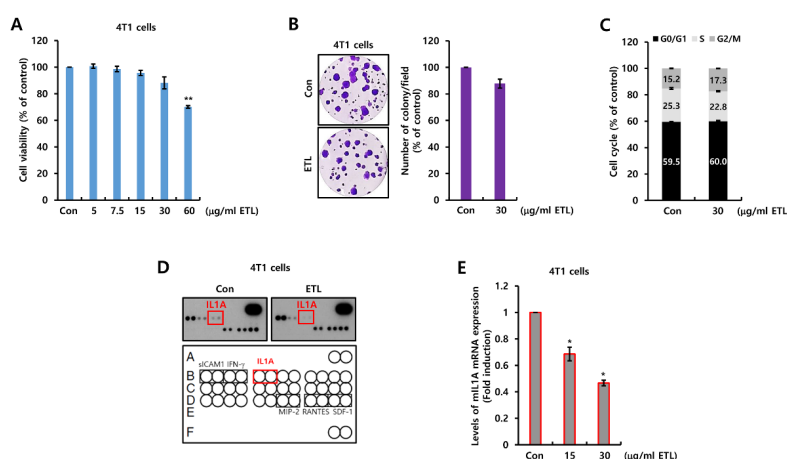 A
4T1 cells
Cell viability (% of control)
120
100
80
60
40
20
0
**
Con 5 7.5 15 30 60 (μg/ml ETL)
B
4T1 cells
Con
ETL
Number of colony/field
(% of control)
120
100
80
60
40
20
0
Con 30 (μg/ml ETL)
C
G0/G1 S G2/M
Cell cycle (% of control)
120
100
80
60
40
20
0
15.2 17.3
25.3 22.8
59.5 60.0
Con 30 (μg/ml ETL
D
4T1 cells
Con ETL
IL1A IL1A
A
sICAM1 IFN-γ IL1A
B
C
D
E MIP-2 RANTES SDF-1
F
E
4T1 cells
Levels of mIL1A mRNA expression
(Fold induction)
1.2
1
0.8
0.6
0.4
0.2
0
*
*
Con 15 30 (μg/ml ETL)